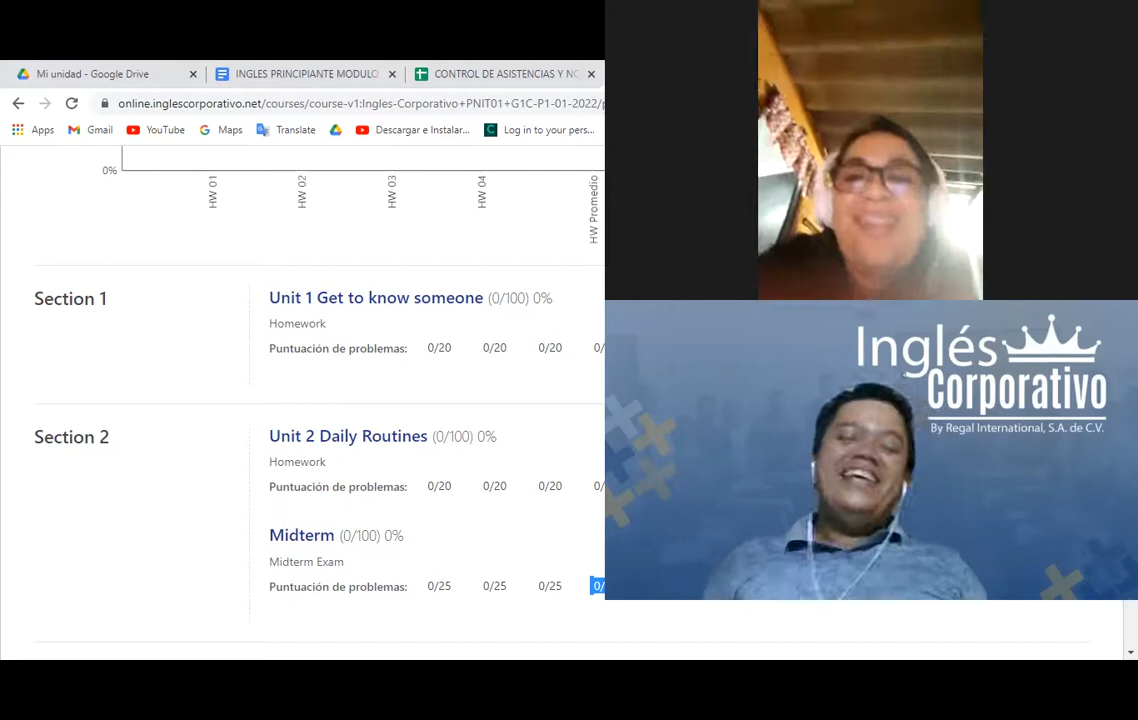 Mi unidad - Google Drive
INGLES PRINCIPIANTE MODULO
CONTROL DE ASISTENCIAS Y NO
online.inglescorporativo.net/courses/course-v1:Ingles-Corporativo+PNIT01+G1C-P1-01-2022/p
Apps
Gmail
YouTube
Maps
Translate
Descargar e Instalar...
Log in to your pers...
0%
HW 01
HW 02
HW 03
HW 04
HW Promedio
Section 1
Unit 1 Get to know someone (0/100) 0%
Homework
Puntuación de problemas: 0/20 0/20 0/20 0/
Section 2
Unit 2 Daily Routines (0/100) 0%
Homework
Puntuación de problemas: 0/20 0/20 0/20 0/
Midterm (0/100) 0%
Midterm Exam
Puntuación de problemas: 0/25 0/25 0/25 0/
Inglés
Corporativo
By Regal International, S.A. de C.V.